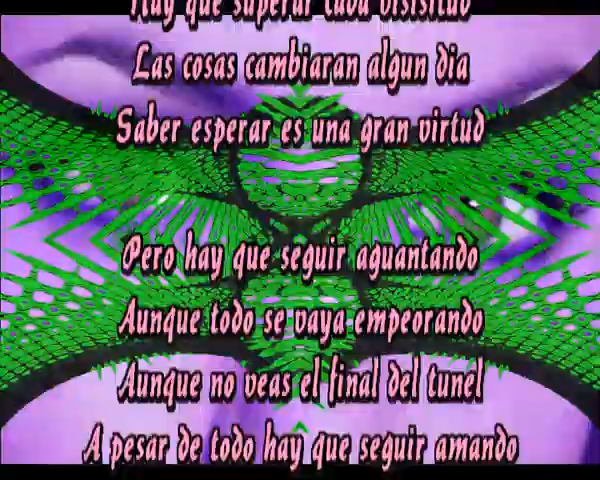 Hay que superar cada visisitud
Las cosas cambiaran algun dia
Saber esperar es una gran virtud
Pero hay que seguir aguantando
Aunque todo se vaya empeorando
Aunque no veas el final del tunel
A pesar de todo hay que seguir amando